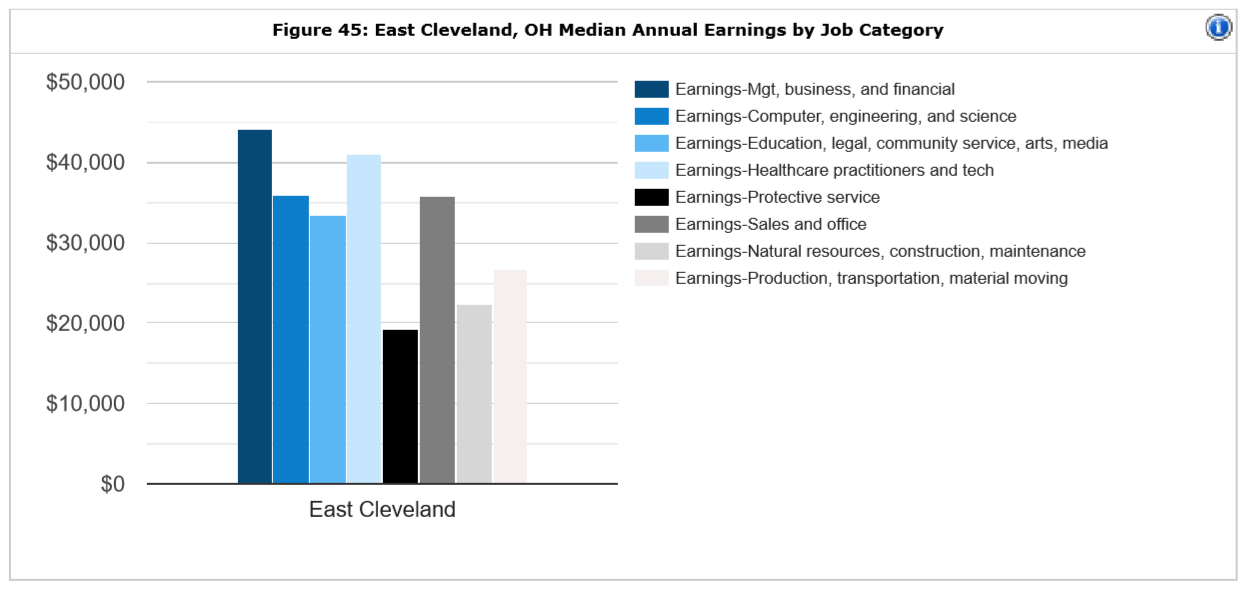 Figure 45: East Cleveland, OH Median Annual Earnings by Job Category
i
$50,000
$40,000
$30,000
$20,000
$10,000
$0
East Cleveland
Earnings-Mgt, business, and financial
Earnings-Computer, engineering, and science
Earnings-Education, legal, community service, arts, media
Earnings-Healthcare practitioners and tech
Earnings-Protective service
Earnings-Sales and office
Earnings-Natural resources, construction, maintenance
Earnings-Production, transportation, material moving